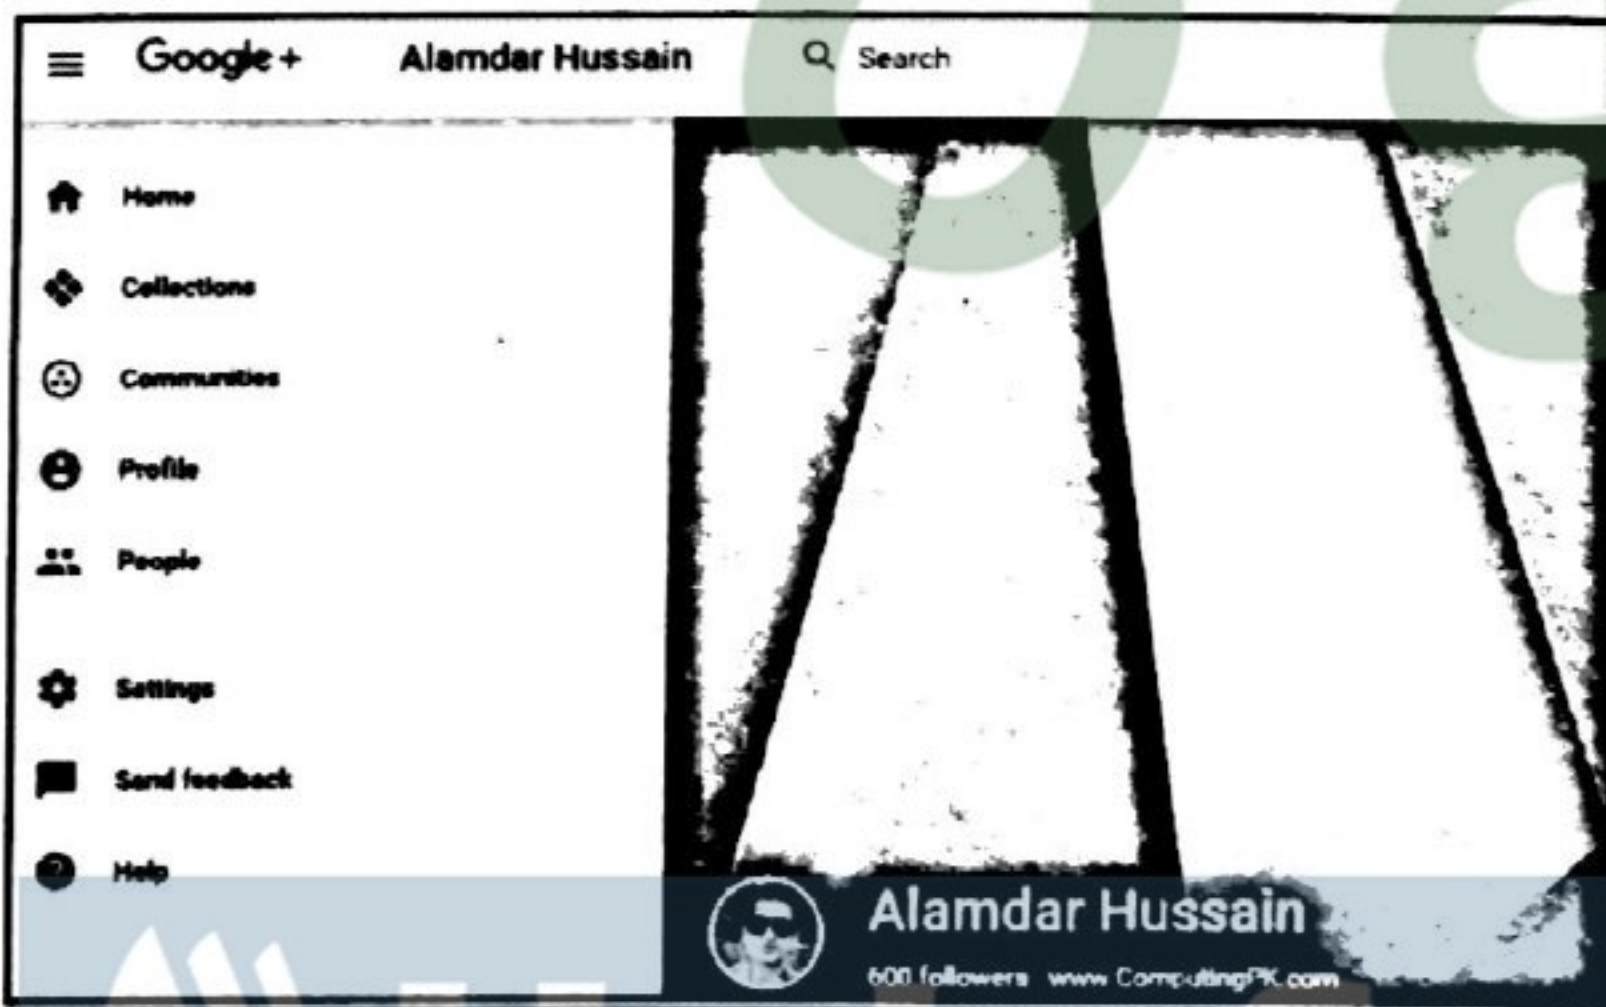 Google+ Alamdar Hussain Search
Home
Collections
Communities
Profile
People
Settings
Send feedback
Help
Alamdar Hussain
600 followers www.ComputingPK.com